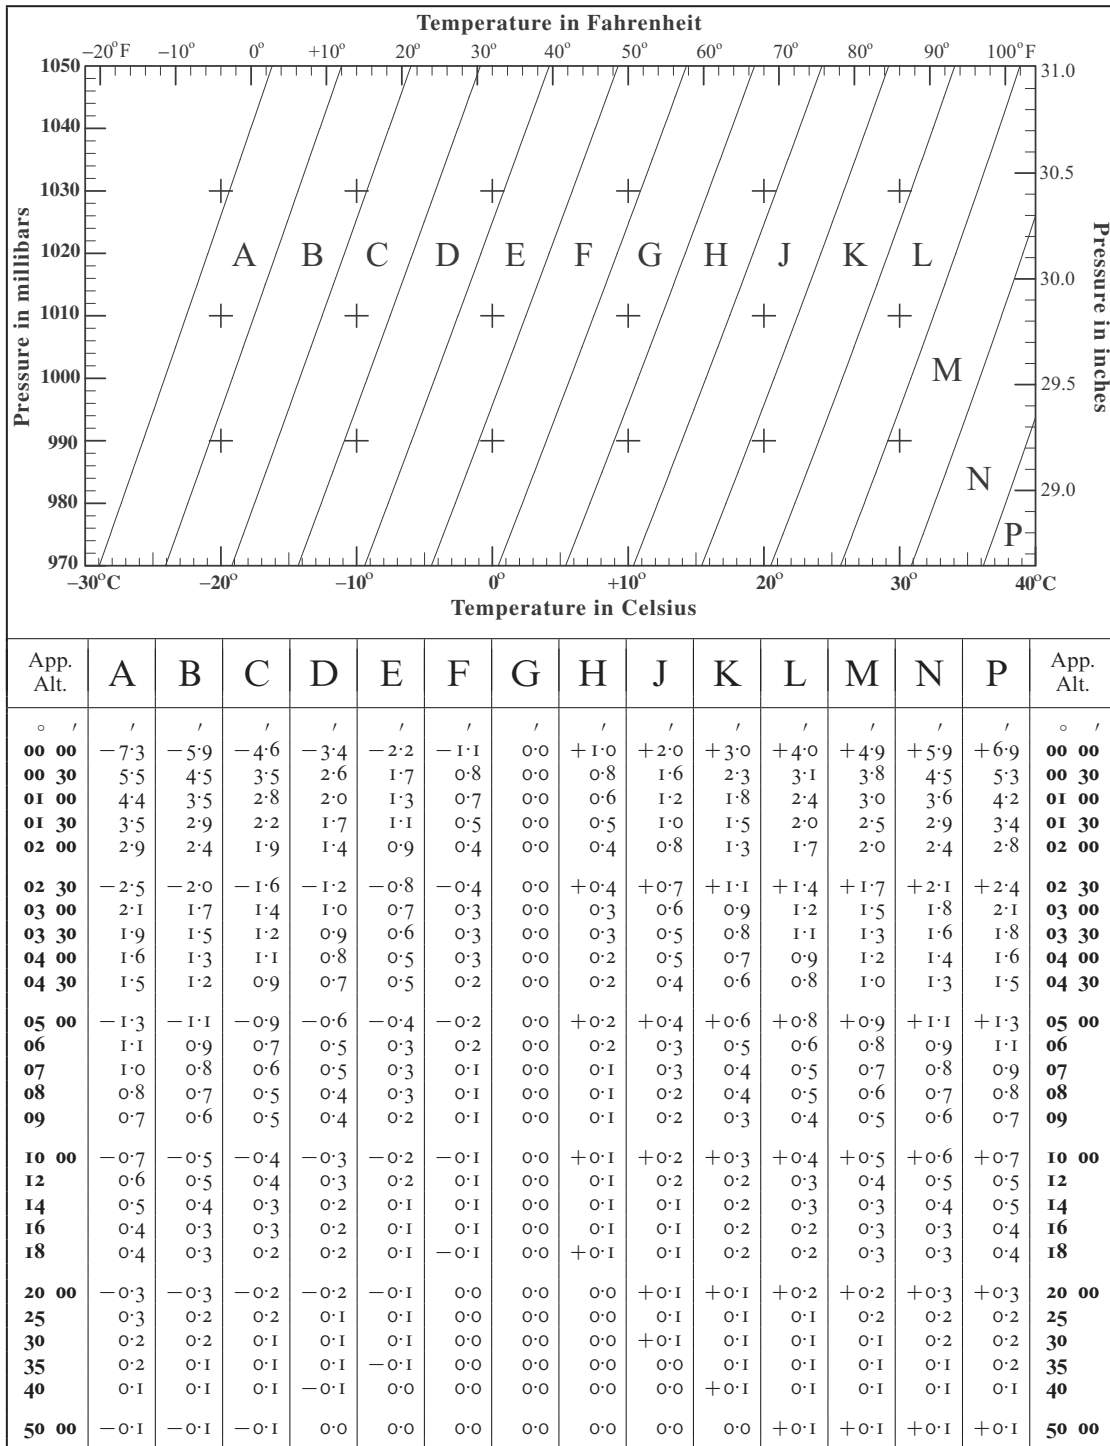 Temperature in Fahrenheit
−20°F −10° 0° +10° 20° 30° 40° 50° 60° 70° 80° 90° 100°F
1050 31.0
1040
30.5
1030
1020
A B C D E F G H J K L
30.0
1010
1000
M
29.5
990
N
980
29.0
P
970
Pressure in millibars
Pressure in inches
−30°C −20° −10° 0° +10° 20° 30° 40°C
Temperature in Celsius
App. Alt. A B C D E F G H J K L M N P App. Alt.
° ′ ′ ′ ′ ′ ′ ′ ′ ′ ′ ′ ′ ′ ′ ′ ° ′
00 00 −7·3 −5·9 −4·6 −3·4 −2·2 −1·1 0·0 +1·0 +2·0 +3·0 +4·0 +4·9 +5·9 +6·9 00 00
00 30 5·5 4·5 3·5 2·6 1·7 0·8 0·0 0·8 1·6 2·3 3·1 3·8 4·5 5·3 00 30
01 00 4·4 3·5 2·8 2·0 1·3 0·7 0·0 0·6 1·2 1·8 2·4 3·0 3·6 4·2 01 00
01 30 3·5 2·9 2·2 1·7 1·1 0·5 0·0 0·5 1·0 1·5 2·0 2·5 2·9 3·4 01 30
02 00 2·9 2·4 1·9 1·4 0·9 0·4 0·0 0·4 0·8 1·3 1·7 2·0 2·4 2·8 02 00
02 30 −2·5 −2·0 −1·6 −1·2 −0·8 −0·4 0·0 +0·4 +0·7 +1·1 +1·4 +1·7 +2·1 +2·4 02 30
03 00 2·1 1·7 1·4 1·0 0·7 0·3 0·0 0·3 0·6 0·9 1·2 1·5 1·8 2·1 03 00
03 30 1·9 1·5 1·2 0·9 0·6 0·3 0·0 0·3 0·5 0·8 1·1 1·3 1·6 1·8 03 30
04 00 1·6 1·3 1·1 0·8 0·5 0·3 0·0 0·2 0·5 0·7 0·9 1·2 1·4 1·6 04 00
04 30 1·5 1·2 0·9 0·7 0·5 0·2 0·0 0·2 0·4 0·6 0·8 1·0 1·3 1·5 04 30
05 00 −1·3 −1·1 −0·9 −0·6 −0·4 −0·2 0·0 +0·2 +0·4 +0·6 +0·8 +0·9 +1·1 +1·3 05 00
06 1·1 0·9 0·7 0·5 0·3 0·2 0·0 0·2 0·3 0·5 0·6 0·8 0·9 1·1 06
07 1·0 0·8 0·6 0·5 0·3 0·1 0·0 0·1 0·3 0·4 0·5 0·7 0·8 0·9 07
08 0·8 0·7 0·5 0·4 0·3 0·1 0·0 0·1 0·2 0·4 0·5 0·6 0·7 0·8 08
09 0·7 0·6 0·5 0·4 0·2 0·1 0·0 0·1 0·2 0·3 0·4 0·5 0·6 0·7 09
10 00 −0·7 −0·5 −0·4 −0·3 −0·2 −0·1 0·0 +0·1 +0·2 +0·3 +0·4 +0·5 +0·6 +0·7 10 00
12 0·6 0·5 0·4 0·3 0·2 0·1 0·0 0·1 0·2 0·2 0·3 0·4 0·5 0·5 12
14 0·5 0·4 0·3 0·2 0·1 0·1 0·0 0·1 0·1 0·2 0·3 0·3 0·4 0·5 14
16 0·4 0·3 0·3 0·2 0·1 0·1 0·0 0·1 0·1 0·2 0·2 0·3 0·3 0·4 16
18 0·4 0·3 0·2 0·2 0·1 −0·1 0·0 +0·1 0·1 0·2 0·2 0·3 0·3 0·4 18
20 00 −0·3 −0·3 −0·2 −0·2 −0·1 0·0 0·0 0·0 +0·1 +0·1 +0·2 +0·2 +0·3 +0·3 20 00
25 0·3 0·2 0·2 0·1 0·1 0·0 0·0 0·0 0·1 0·1 0·1 0·2 0·2 0·2 25
30 0·2 0·2 0·1 0·1 0·1 0·0 0·0 0·0 +0·1 0·1 0·1 0·1 0·2 0·2 30
35 0·2 0·1 0·1 0·1 −0·1 0·0 0·0 0·0 0·0 0·1 0·1 0·1 0·1 0·2 35
40 0·1 0·1 0·1 −0·1 0·0 0·0 0·0 0·0 0·0 +0·1 0·1 0·1 0·1 0·1 40
50 00 −0·1 −0·1 −0·1 0·0 0·0 0·0 0·0 0·0 0·0 0·0 +0·1 +0·1 +0·1 +0·1 50 00